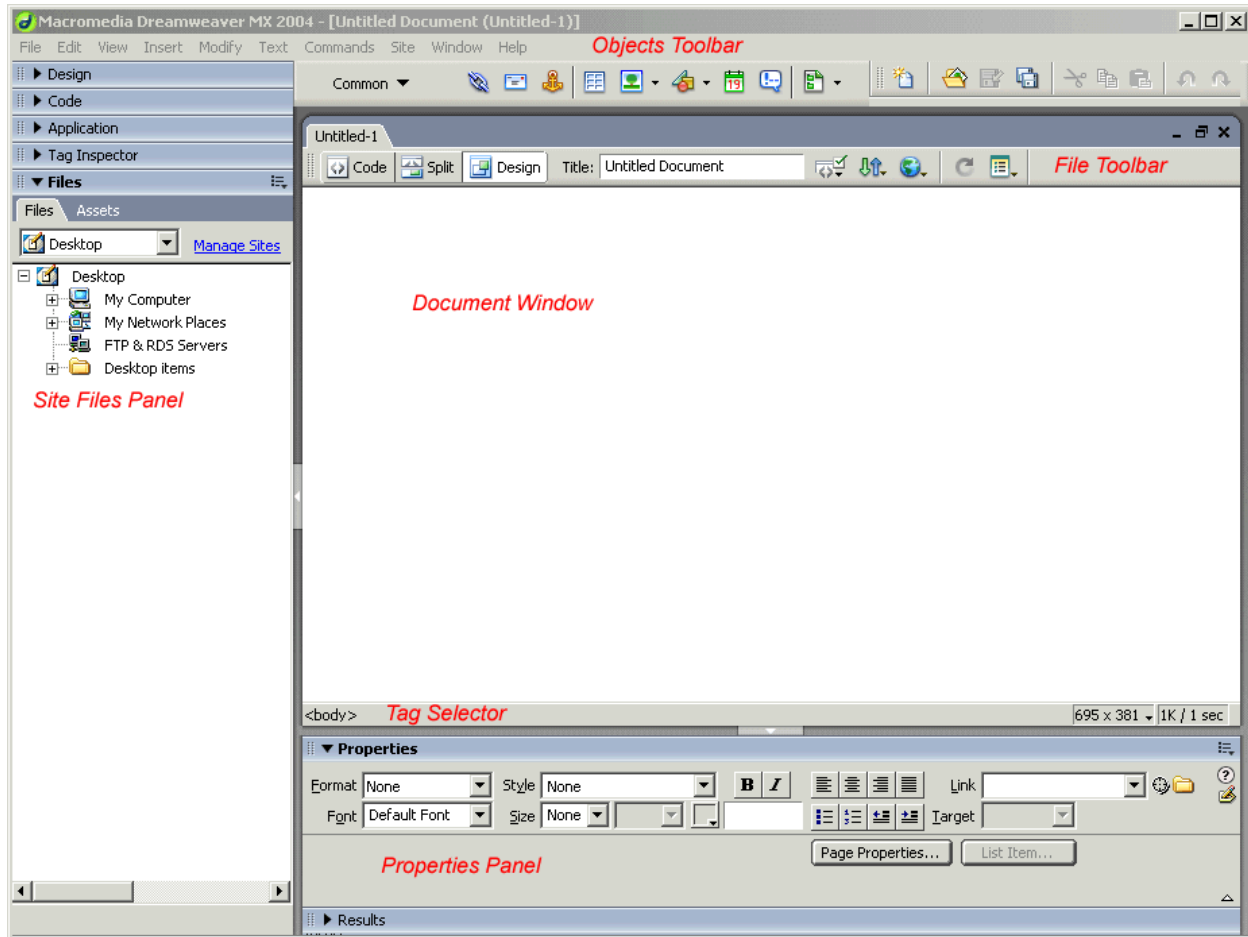 Macromedia Dreamweaver MX 2004 - [Untitled Document (Untitled-1)]
File Edit View Insert Modify Text Commands Site Window Help
Objects Toolbar
Design
Code
Application
Tag Inspector
Files
Files Assets
Desktop
Manage Sites
Desktop
My Computer
My Network Places
FTP & RDS Servers
Desktop items
Site Files Panel
Common
19
Untitled-1
Code Split Design Title: Untitled Document
File Toolbar
Document Window
<body>
Tag Selector
695 x 381
1K / 1 sec
Properties
Format None Style None B I Link
Font Default Font Size None Target
Page Properties... List Item...
Properties Panel
Results